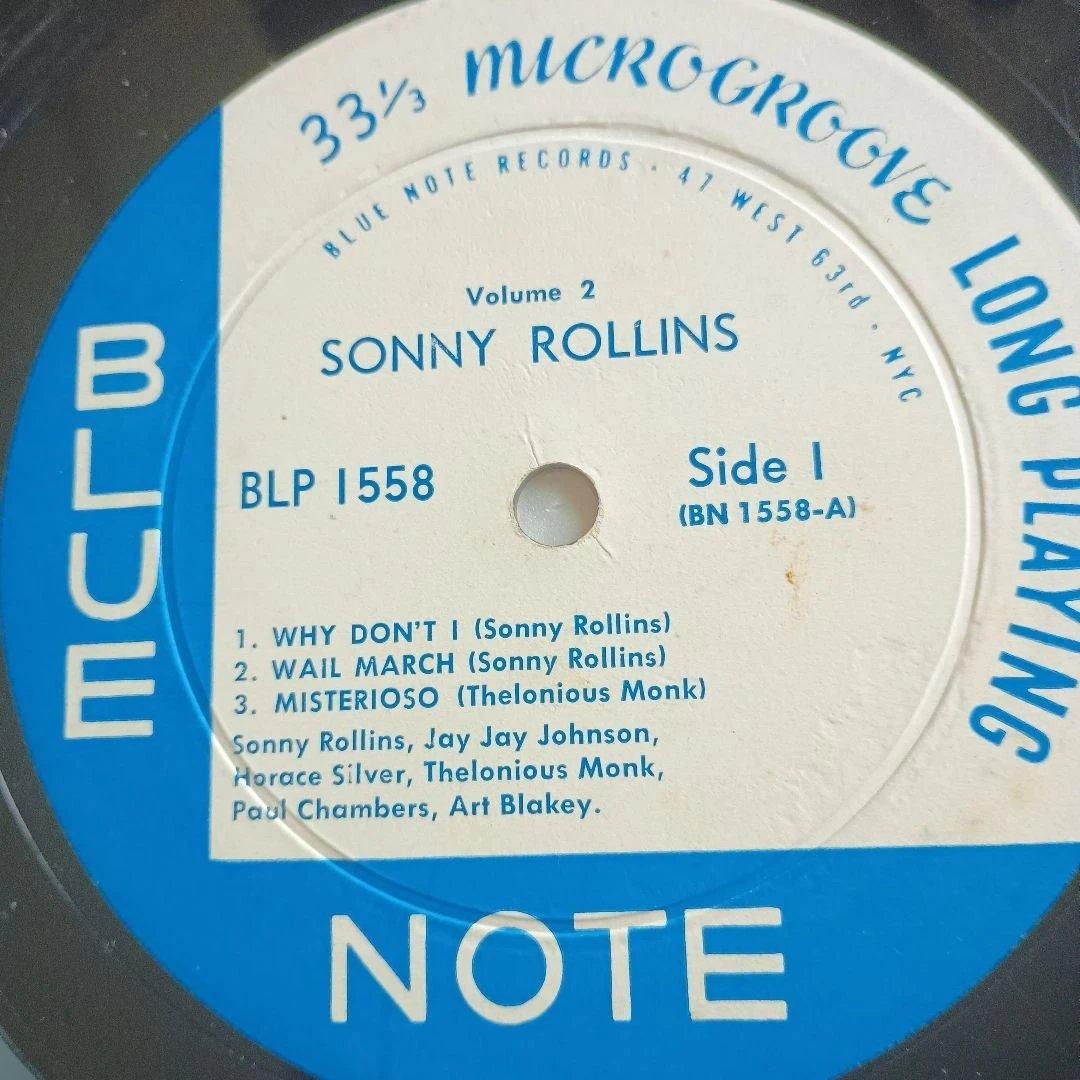 33⅓ MICROGROOVE LONG PLAYING
BLUE NOTE RECORDS · 47 WEST 63rd · NYC
Volume 2
SONNY ROLLINS
BLP 1558
Side 1
(BN 1558-A)
1. WHY DON'T I (Sonny Rollins)
2. WAIL MARCH (Sonny Rollins)
3. MISTERIOSO (Thelonious Monk)
Sonny Rollins, Jay Jay Johnson,
Horace Silver, Thelonious Monk,
Paul Chambers, Art Blakey.
BLUE
NOTE